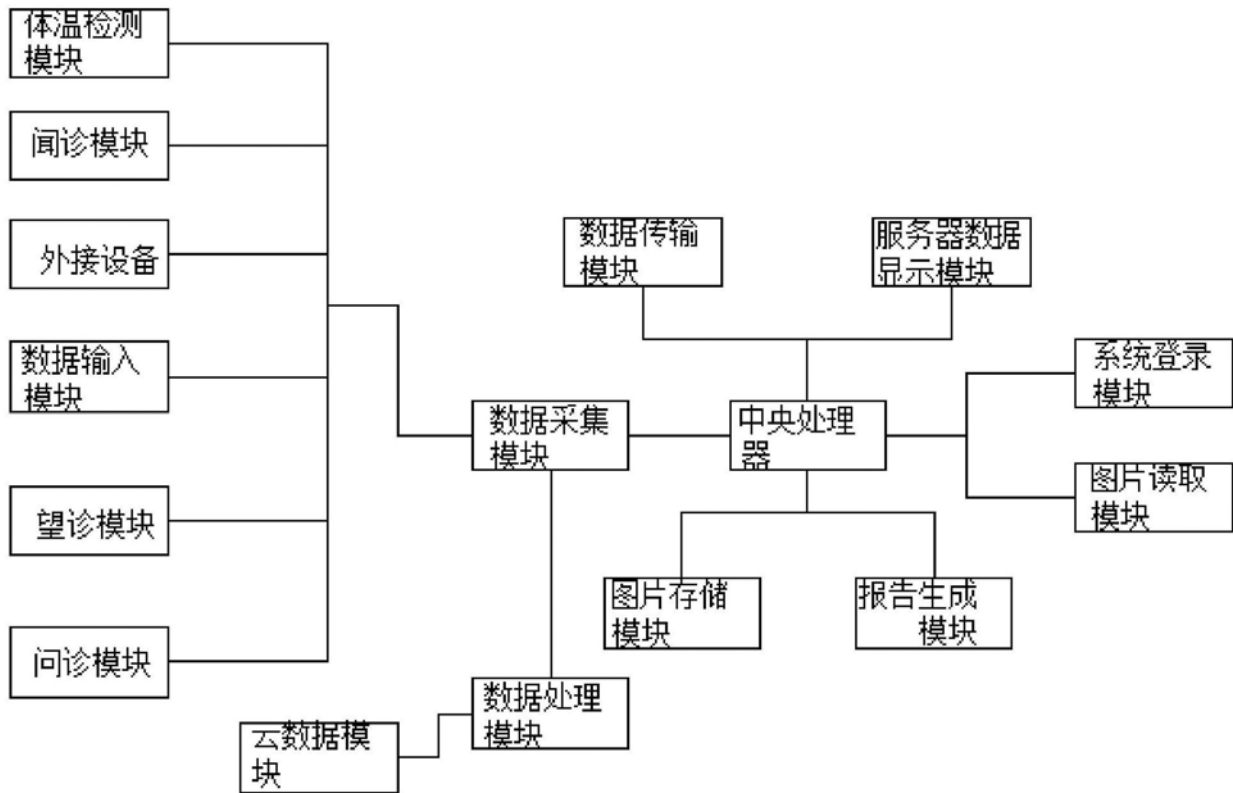 体温检测
模块
闻诊模块
外接设备
数据输入
模块
望诊模块
问诊模块
数据传输
模块
服务器数据
显示模块
系统登录
模块
数据采集
模块
中央处理
器
图片读取
模块
图片存储
模块
报告生成
模块
数据处理
模块
云数据模
块